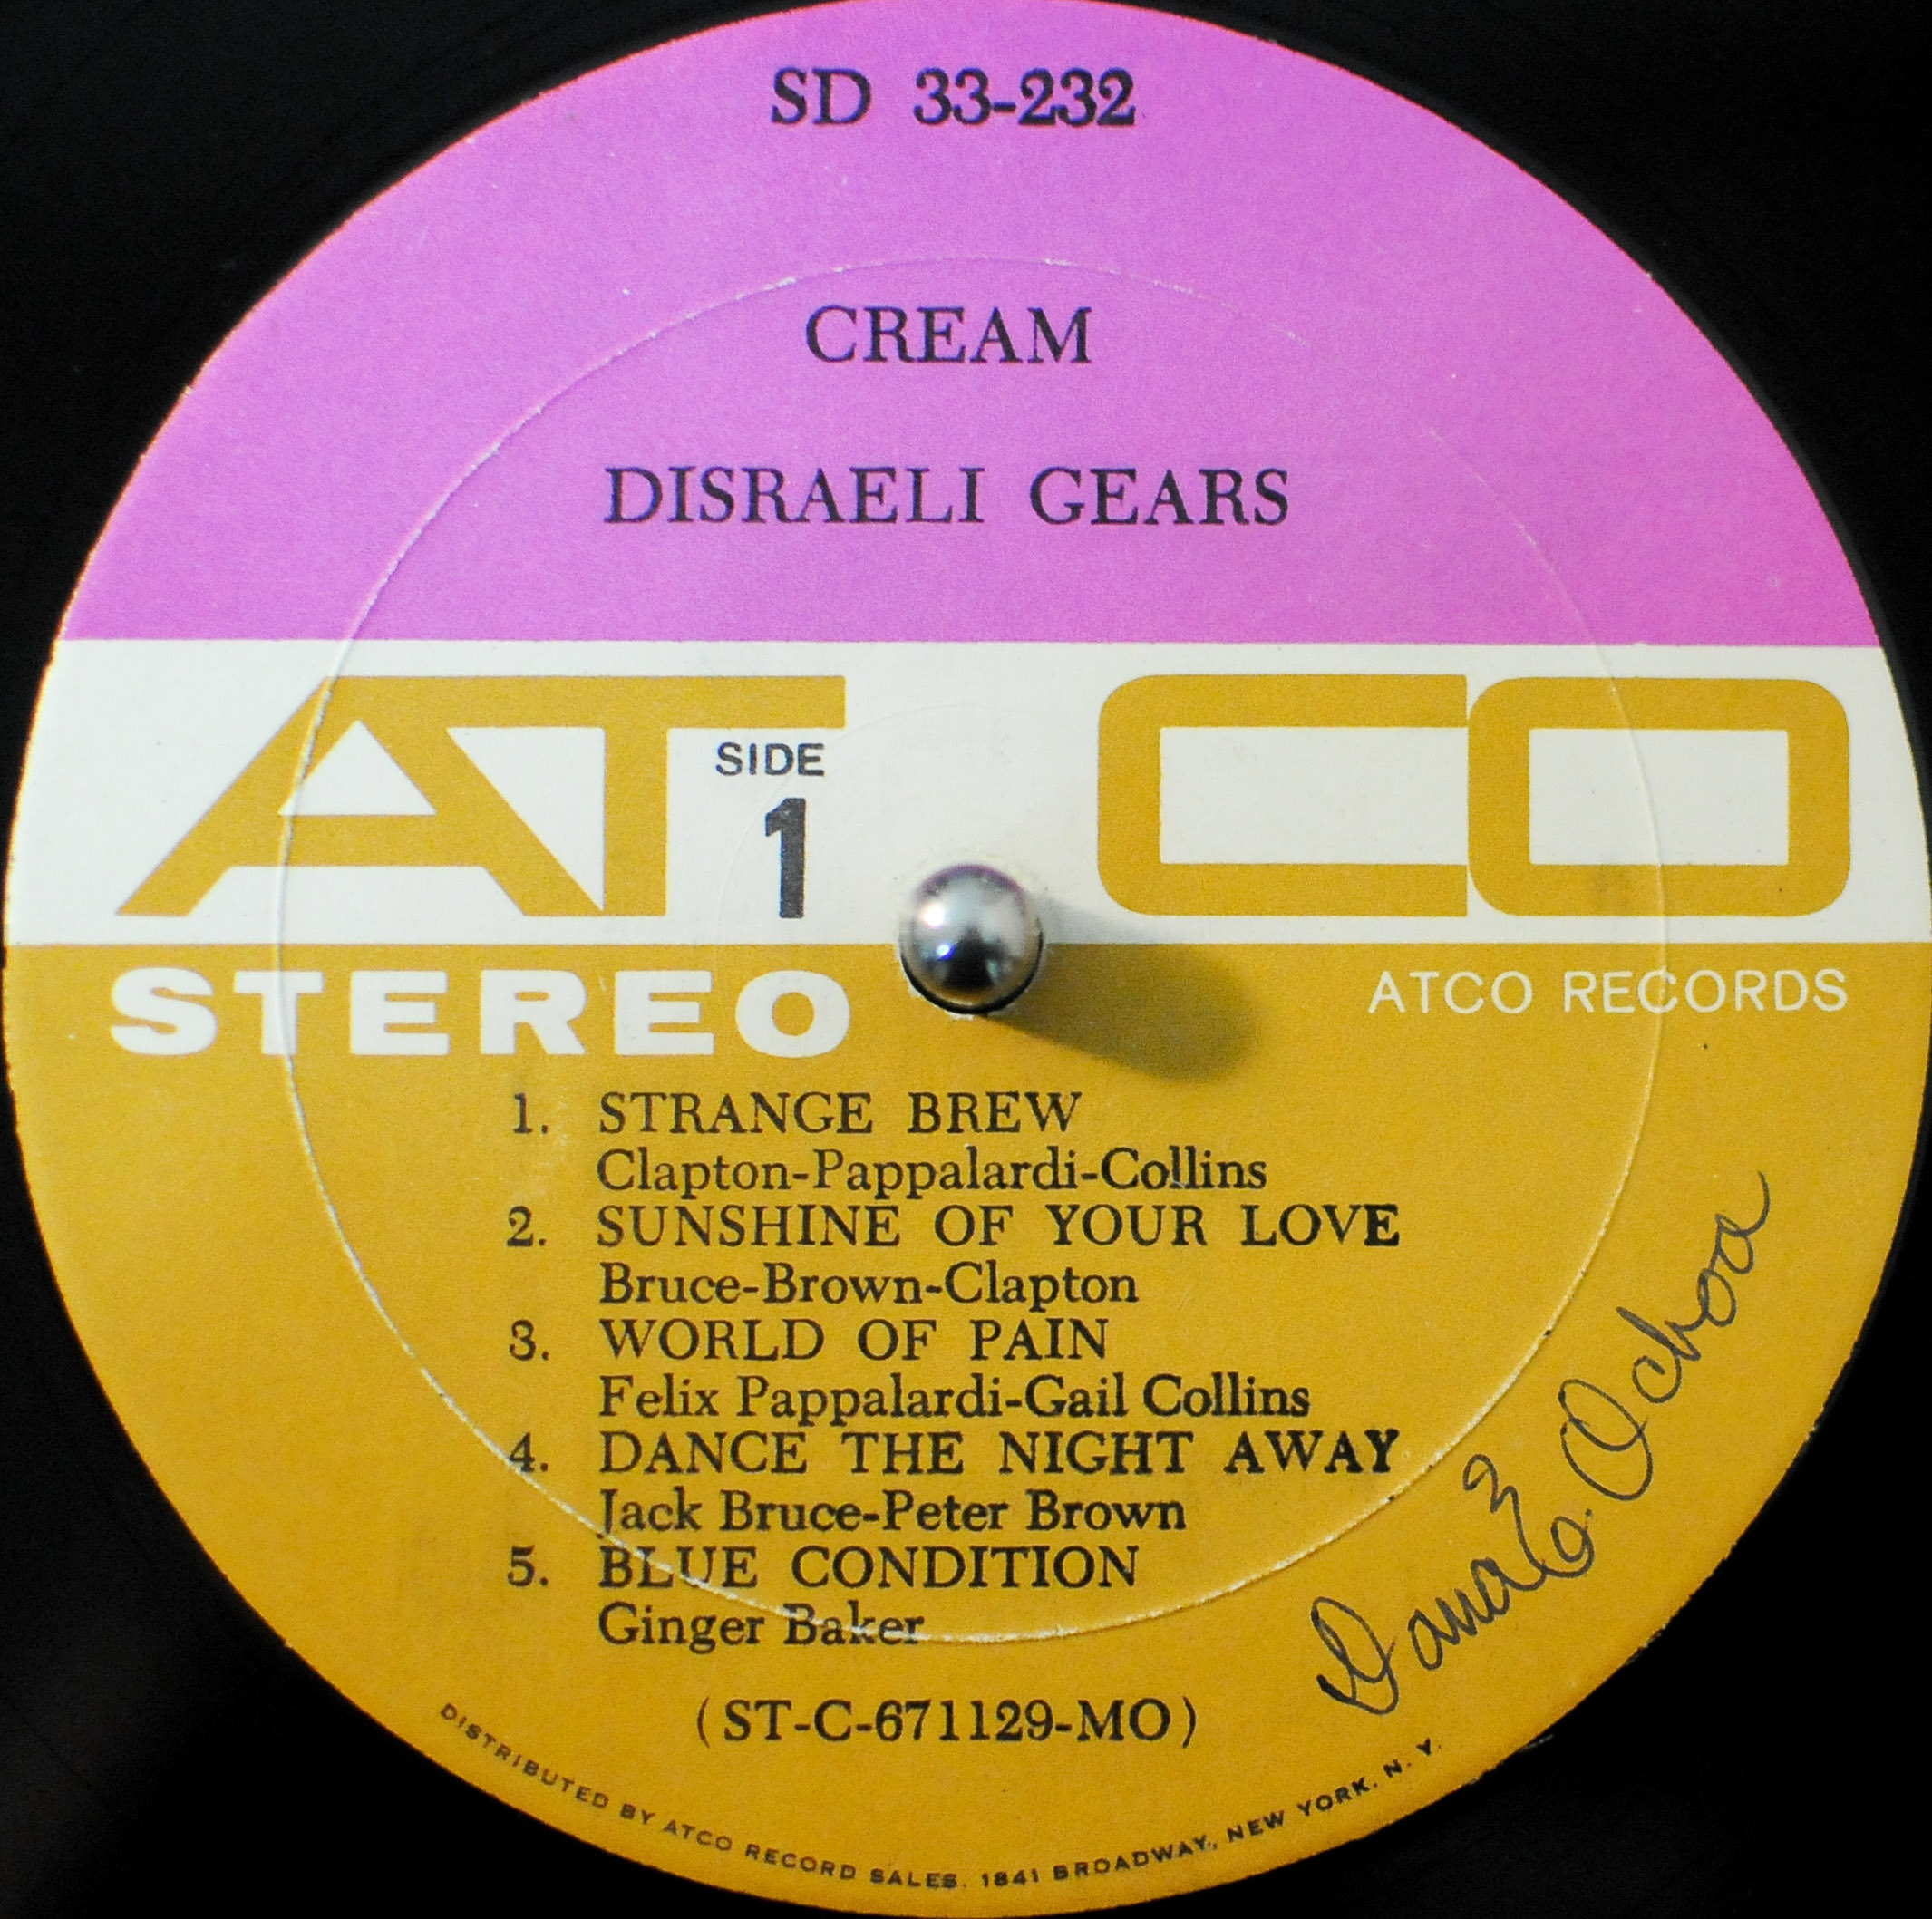 SD 33-232
CREAM
DISRAELI GEARS
ATCO
SIDE
1
STEREO
ATCO RECORDS
1. STRANGE BREW
Clapton-Pappalardi-Collins
2. SUNSHINE OF YOUR LOVE
Bruce-Brown-Clapton
3. WORLD OF PAIN
Felix Pappalardi-Gail Collins
4. DANCE THE NIGHT AWAY
Jack Bruce-Peter Brown
5. BLUE CONDITION
Ginger Baker
Ochoa
(ST-C-671129-MO)
DISTRIBUTED BY ATCO RECORD SALES, 1841 BROADWAY, NEW YORK, N. Y.